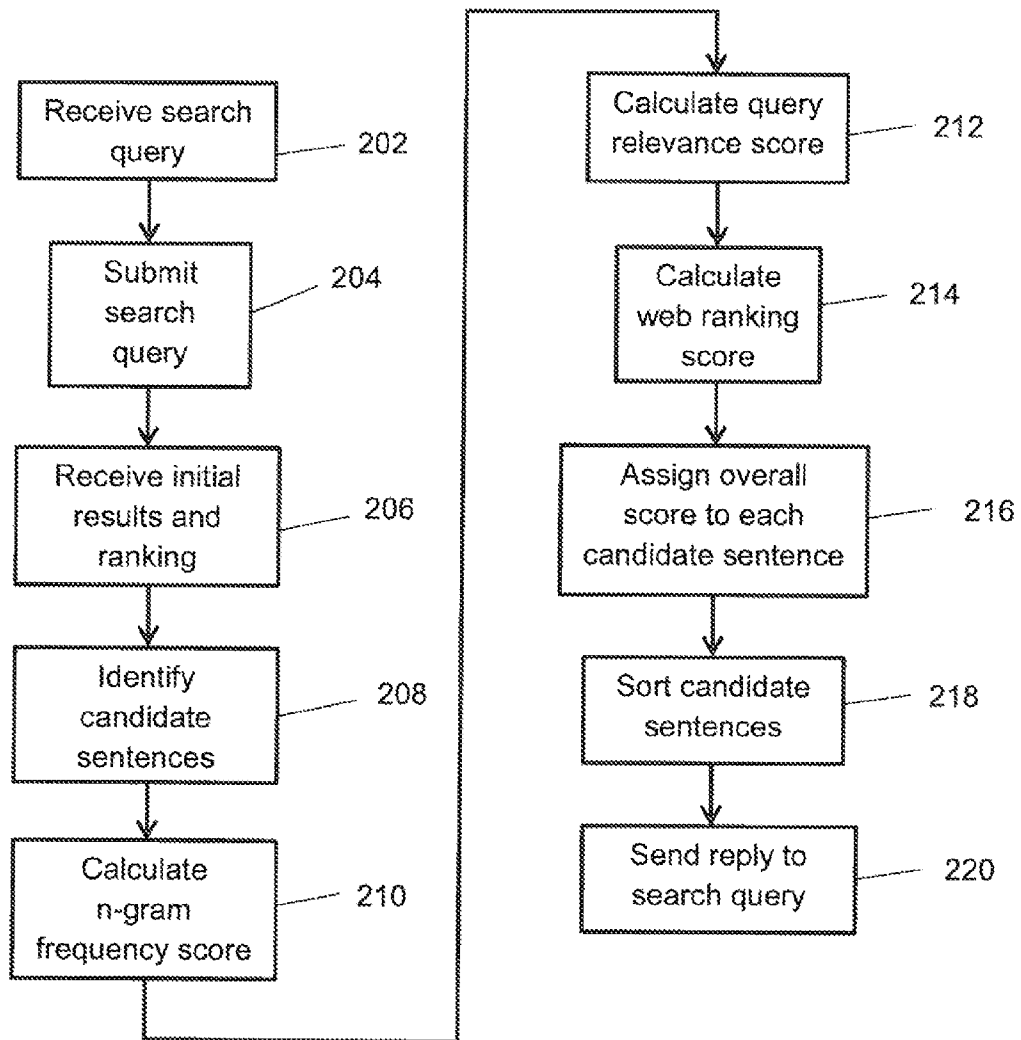 Receive search
query
202
Submit
search
query
204
Receive initial
results and
ranking
206
Identify
candidate
sentences
208
Calculate
n-gram
frequency score
210
Calculate query
relevance score
212
Calculate
web ranking
score
214
Assign overall
score to each
candidate sentence
216
Sort candidate
sentences
218
Send reply to
search query
220